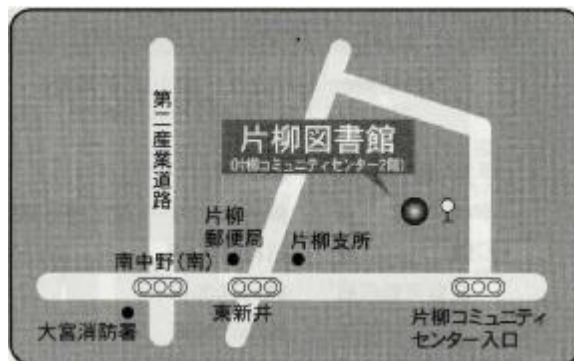 第二産業道路
片柳図書館
(片柳コミュニティセンター2階)
片柳
郵便局
片柳支所
南中野(南)
東新井
大宮消防署
片柳コミュニティ
センター入口